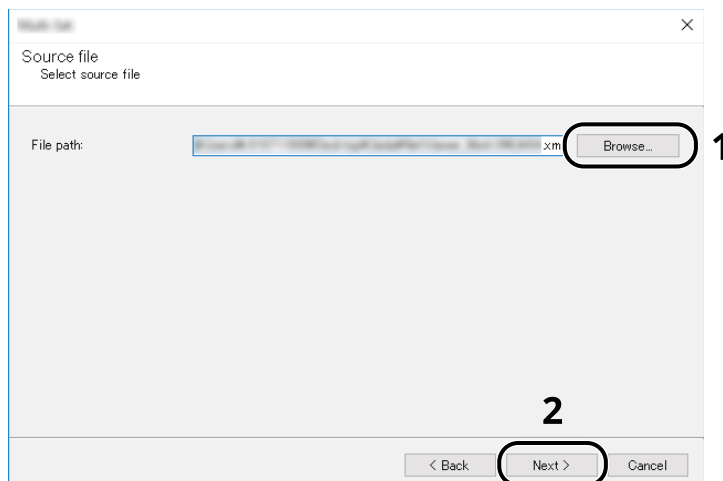 Source file
Select source file
File path:
.xm
Browse...
1
2
< Back
Next >
Cancel